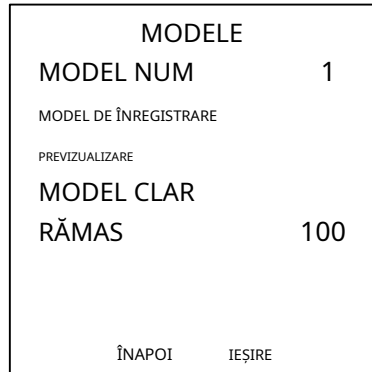 MODELE
MODEL NUM 1
MODEL DE ÎNREGISTRARE
PREVIZUALIZARE
MODEL CLAR
RĂMAS 100
ÎNAPOI IEȘIRE